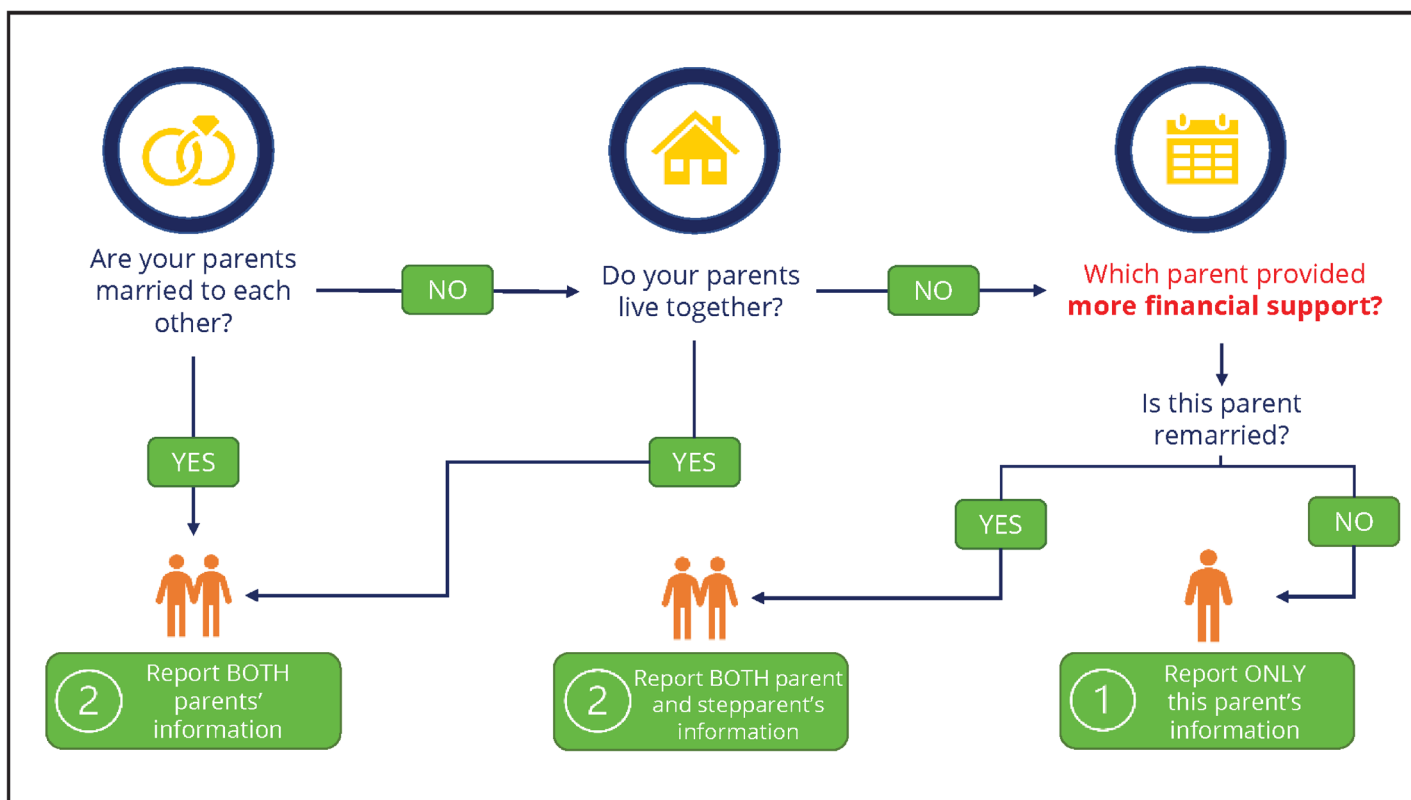 Are your parents
married to each
other?
NO
Do your parents
live together?
NO
Which parent provided
more financial support?
Is this parent
remarried?
YES
YES
YES
NO
2
Report BOTH
parents’
information
2
Report BOTH parent
and stepparent’s
information
1
Report ONLY
this parent’s
information